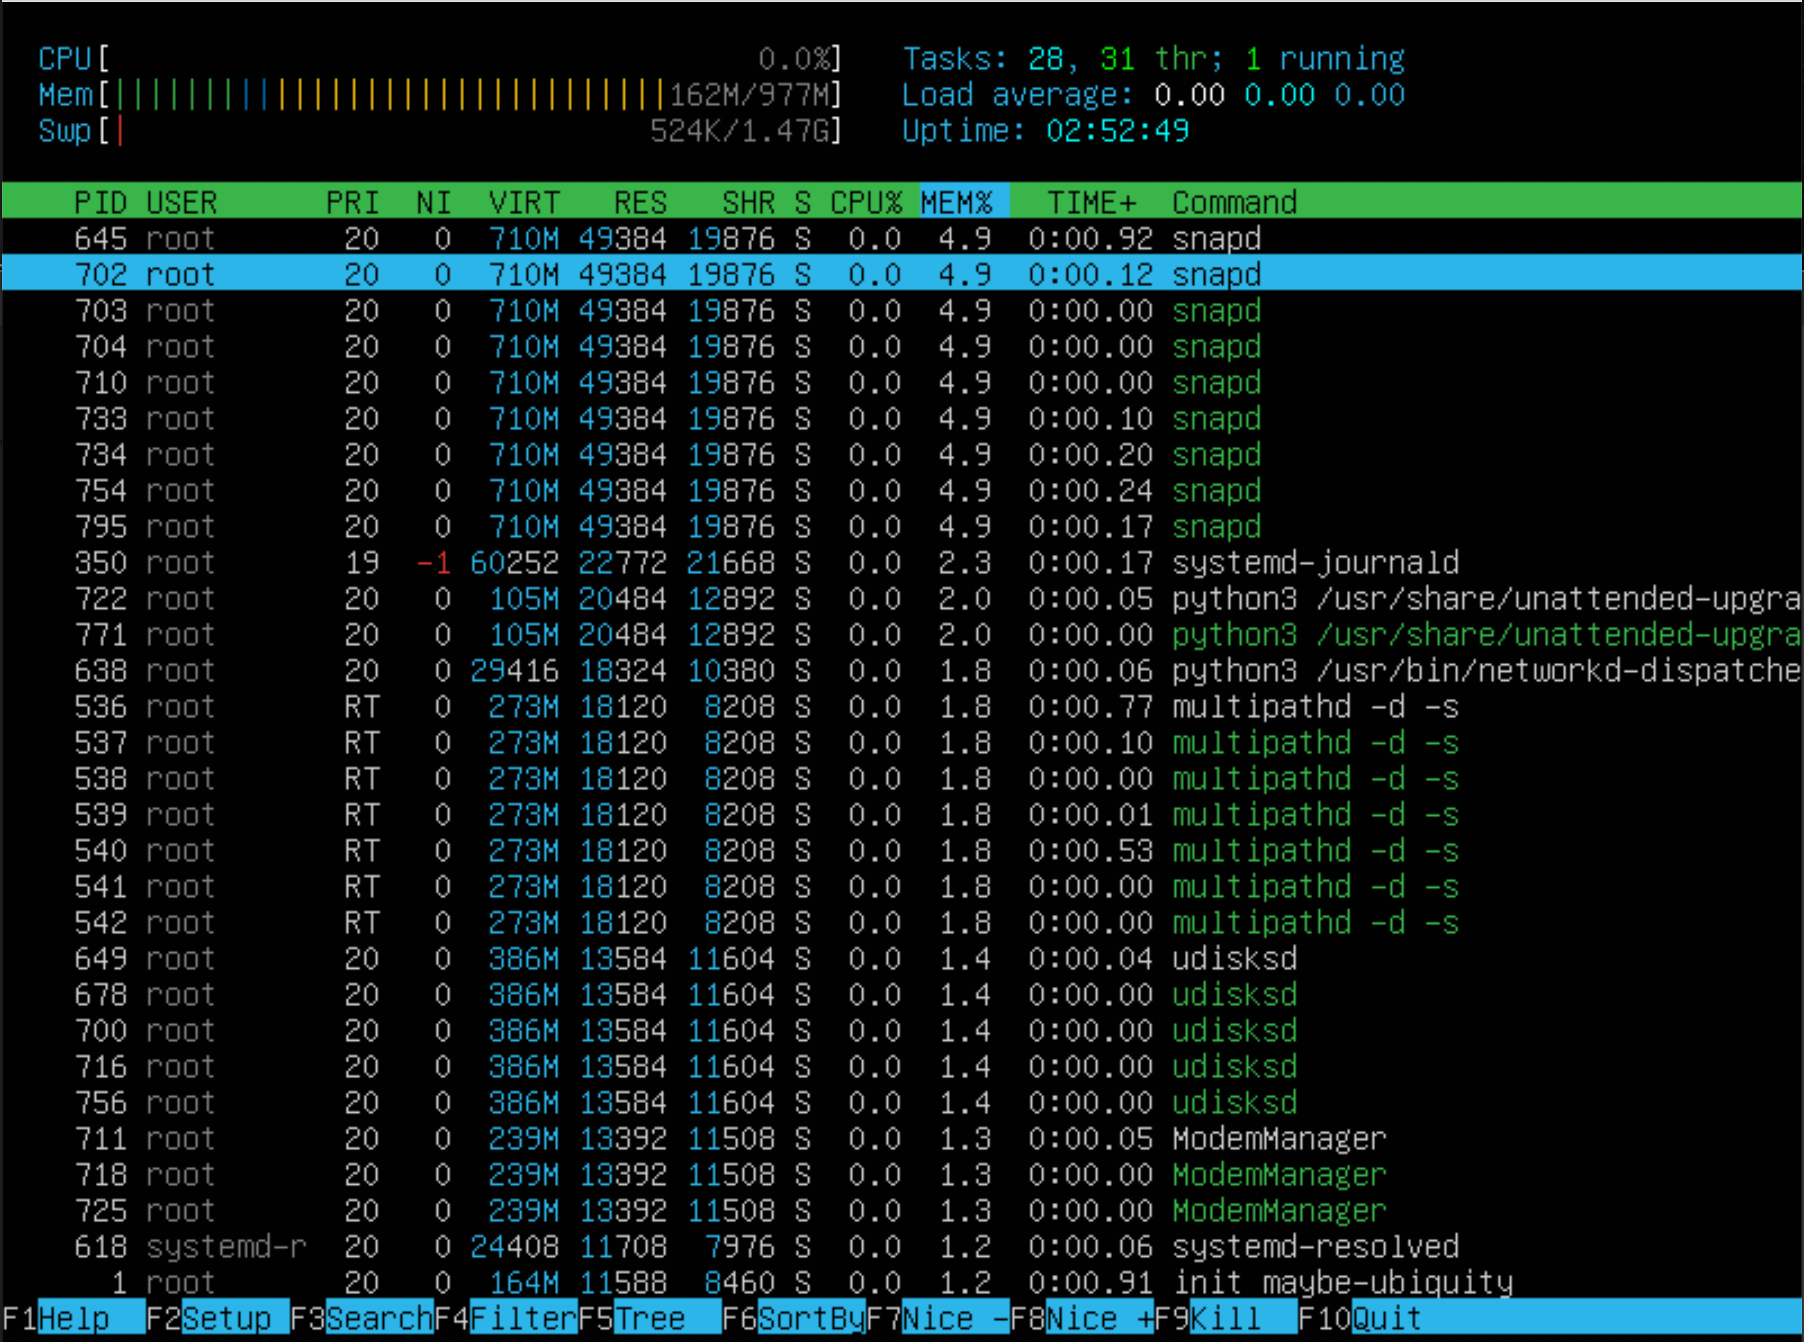 CPU[ 0.0%] Tasks: 28, 31 thr; 1 running
Mem[||||||||||||||||||||||||||||||||162M/977M] Load average: 0.00 0.00 0.00
Swp[| 524K/1.47G] Uptime: 02:52:49
PID USER PRI NI VIRT RES SHR S CPU% MEM% TIME+ Command
645 root 20 0 710M 49384 19876 S 0.0 4.9 0:00.92 snapd
702 root 20 0 710M 49384 19876 S 0.0 4.9 0:00.12 snapd
703 root 20 0 710M 49384 19876 S 0.0 4.9 0:00.00 snapd
704 root 20 0 710M 49384 19876 S 0.0 4.9 0:00.00 snapd
710 root 20 0 710M 49384 19876 S 0.0 4.9 0:00.00 snapd
733 root 20 0 710M 49384 19876 S 0.0 4.9 0:00.10 snapd
734 root 20 0 710M 49384 19876 S 0.0 4.9 0:00.20 snapd
754 root 20 0 710M 49384 19876 S 0.0 4.9 0:00.24 snapd
795 root 20 0 710M 49384 19876 S 0.0 4.9 0:00.17 snapd
350 root 19 -1 60252 22772 21668 S 0.0 2.3 0:00.17 systemd-journald
722 root 20 0 105M 20484 12892 S 0.0 2.0 0:00.05 python3 /usr/share/unattended-upgra
771 root 20 0 105M 20484 12892 S 0.0 2.0 0:00.00 python3 /usr/share/unattended-upgra
638 root 20 0 29416 18324 10380 S 0.0 1.8 0:00.06 python3 /usr/bin/networkd-dispatche
536 root RT 0 273M 18120 8208 S 0.0 1.8 0:00.77 multipathd -d -s
537 root RT 0 273M 18120 8208 S 0.0 1.8 0:00.10 multipathd -d -s
538 root RT 0 273M 18120 8208 S 0.0 1.8 0:00.00 multipathd -d -s
539 root RT 0 273M 18120 8208 S 0.0 1.8 0:00.01 multipathd -d -s
540 root RT 0 273M 18120 8208 S 0.0 1.8 0:00.53 multipathd -d -s
541 root RT 0 273M 18120 8208 S 0.0 1.8 0:00.00 multipathd -d -s
542 root RT 0 273M 18120 8208 S 0.0 1.8 0:00.00 multipathd -d -s
649 root 20 0 386M 13584 11604 S 0.0 1.4 0:00.04 udisksd
678 root 20 0 386M 13584 11604 S 0.0 1.4 0:00.00 udisksd
700 root 20 0 386M 13584 11604 S 0.0 1.4 0:00.00 udisksd
716 root 20 0 386M 13584 11604 S 0.0 1.4 0:00.00 udisksd
756 root 20 0 386M 13584 11604 S 0.0 1.4 0:00.00 udisksd
711 root 20 0 239M 13392 11508 S 0.0 1.3 0:00.05 ModemManager
718 root 20 0 239M 13392 11508 S 0.0 1.3 0:00.00 ModemManager
725 root 20 0 239M 13392 11508 S 0.0 1.3 0:00.00 ModemManager
618 systemd-r 20 0 24408 11708 7976 S 0.0 1.2 0:00.06 systemd-resolved
1 root 20 0 164M 11588 8460 S 0.0 1.2 0:00.91 init maybe-ubiquity
F1Help F2Setup F3SearchF4FilterF5Tree F6SortByF7Nice -F8Nice +F9Kill F10Quit